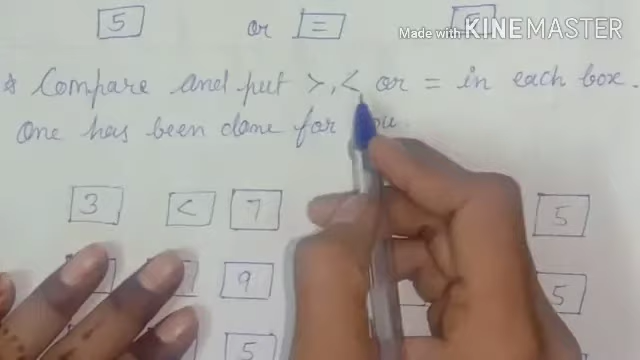 5 or =
Made with KINEMASTER
* Compare and put >, < or = in each box.
One has been done for
3 < 7 5
9 5
5